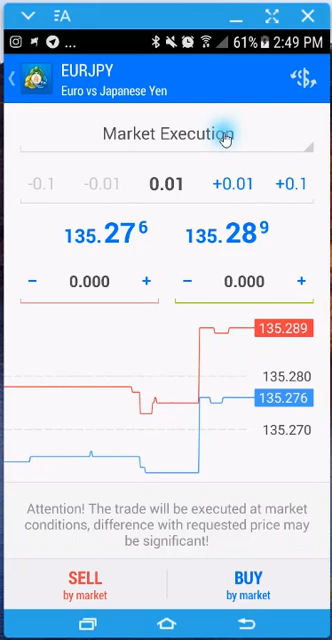 61% 2:49 PM
EURJPY
Euro vs Japanese Yen
Market Execution
-0.1 -0.01 0.01 +0.01 +0.1
135.276 135.289
− 0.000 + − 0.000 +
135.289
135.280
135.276
135.270
Attention! The trade will be executed at market
conditions, difference with requested price may
be significant!
SELL BUY
by market by market